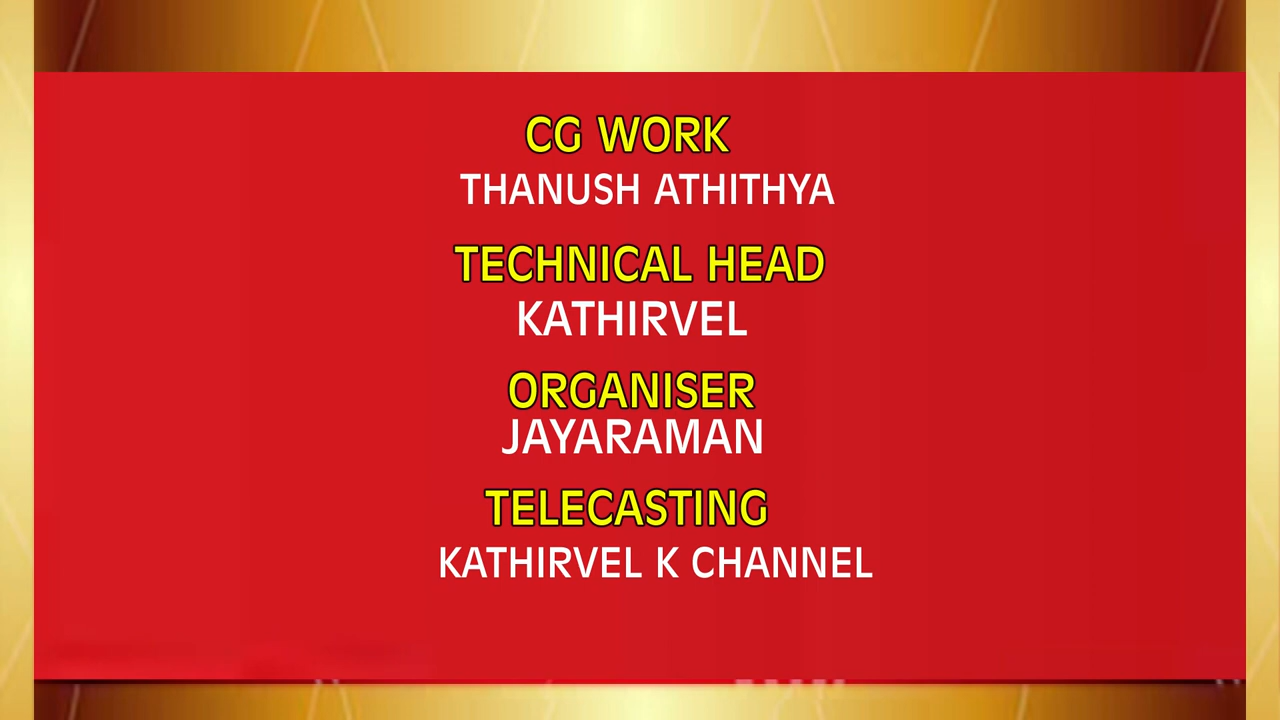 CG WORK
THANUSH ATHITHYA
TECHNICAL HEAD
KATHIRVEL
ORGANISER
JAYARAMAN
TELECASTING
KATHIRVEL K CHANNEL